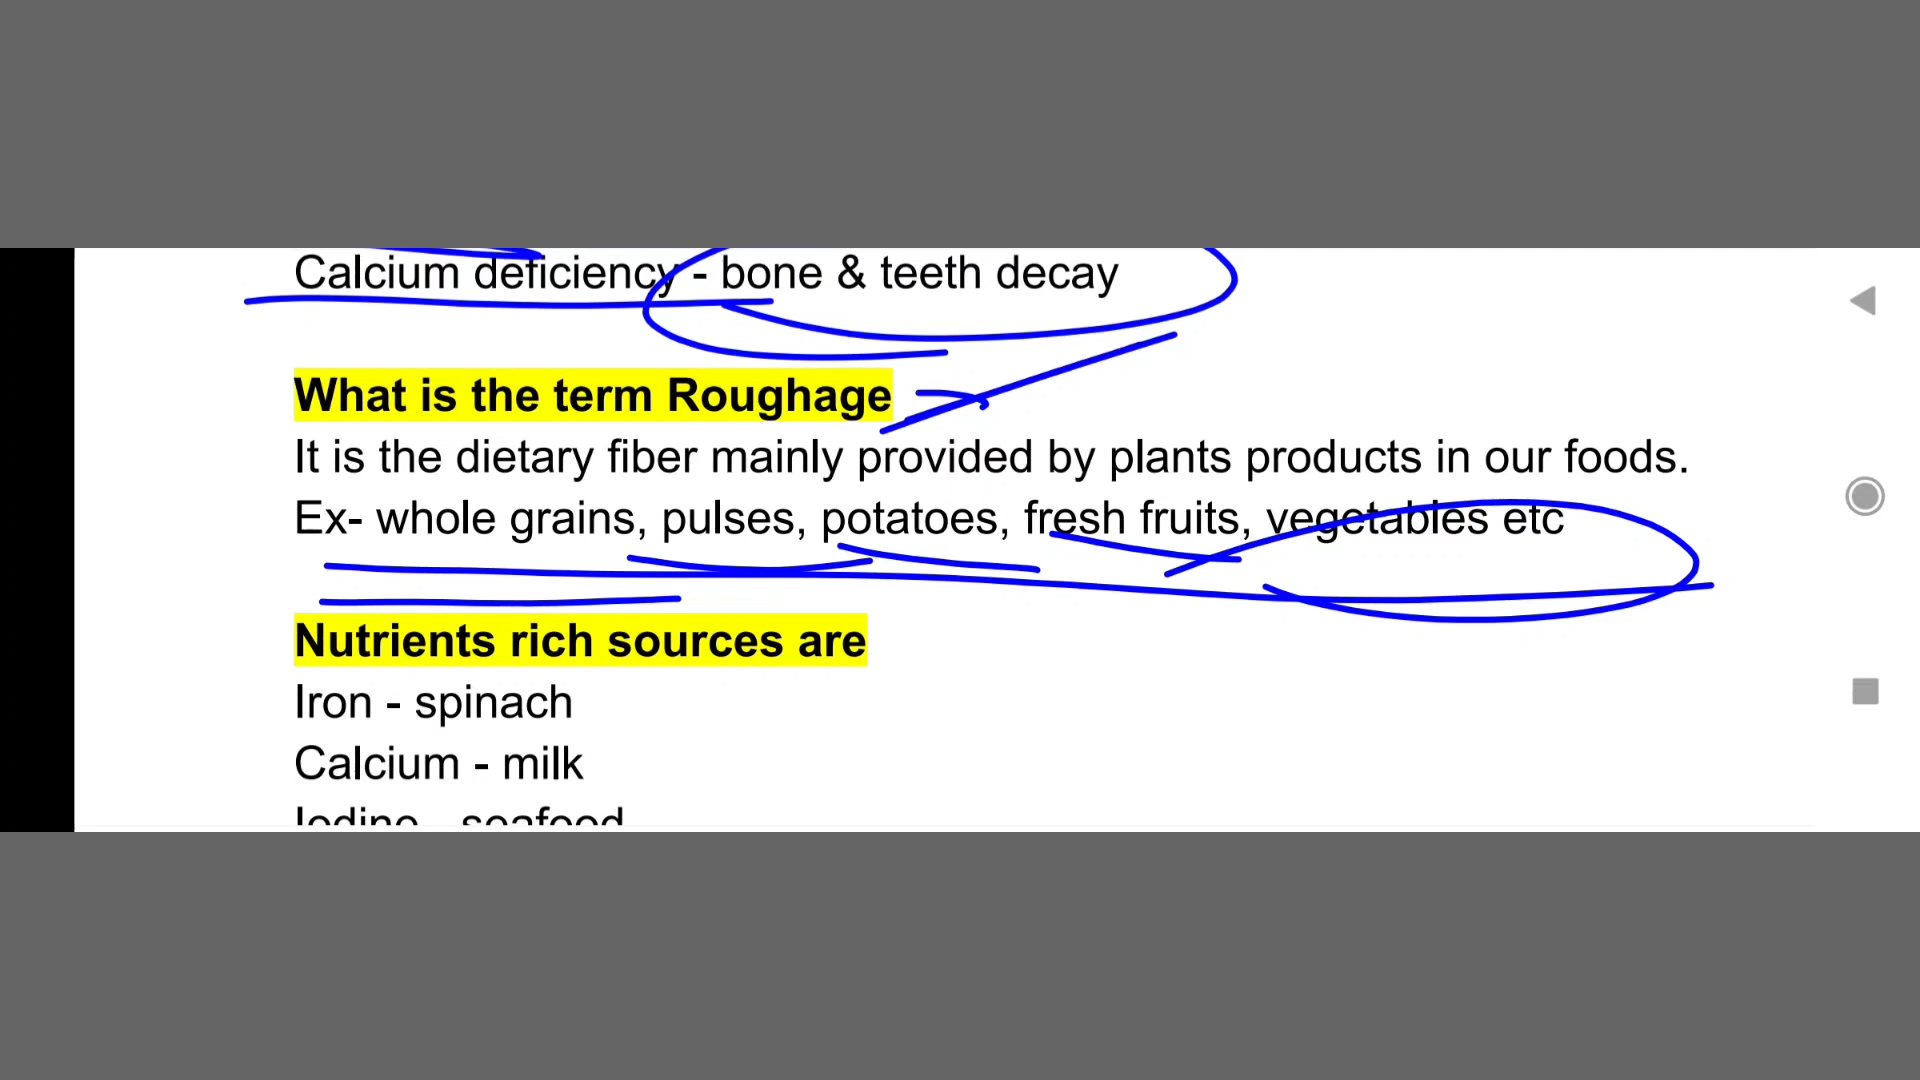 Calcium deficiency - bone & teeth decay
What is the term Roughage
It is the dietary fiber mainly provided by plants products in our foods.
Ex- whole grains, pulses, potatoes, fresh fruits, vegetables etc
Nutrients rich sources are
Iron - spinach
Calcium - milk
Iodine - seafood